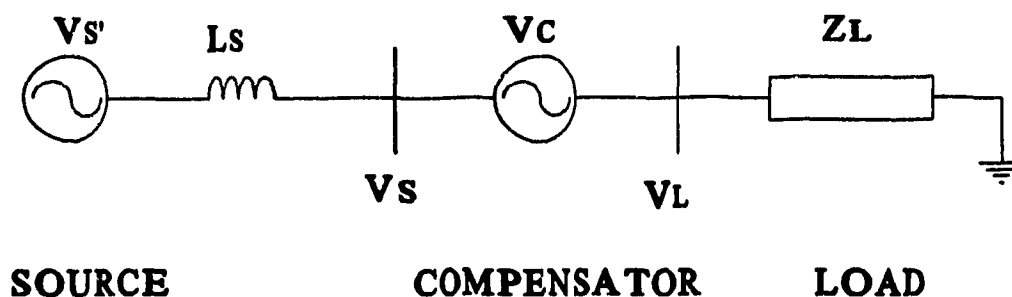 VS' LS VC ZL
VS VL
SOURCE COMPENSATOR LOAD